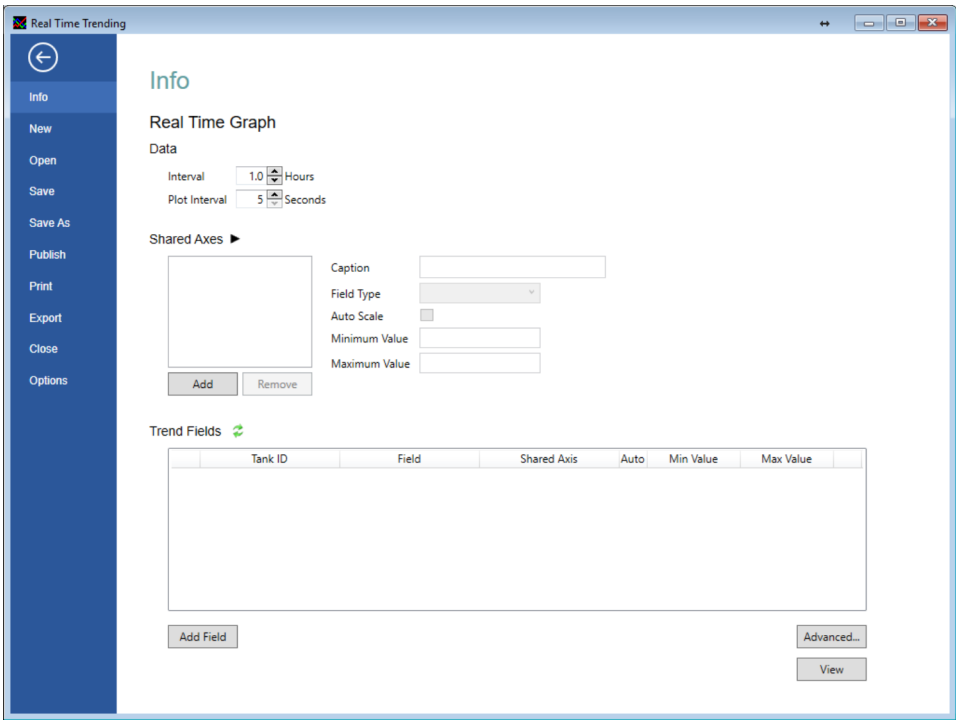 Real Time Trending
Info
New
Open
Save
Save As
Publish
Print
Export
Close
Options
Info
Real Time Graph
Data
Interval 1.0 Hours
Plot Interval 5 Seconds
Shared Axes
Caption
Field Type
Auto Scale
Minimum Value
Maximum Value
Add Remove
Trend Fields
Tank ID Field Shared Axis Auto Min Value Max Value
Add Field Advanced...
View